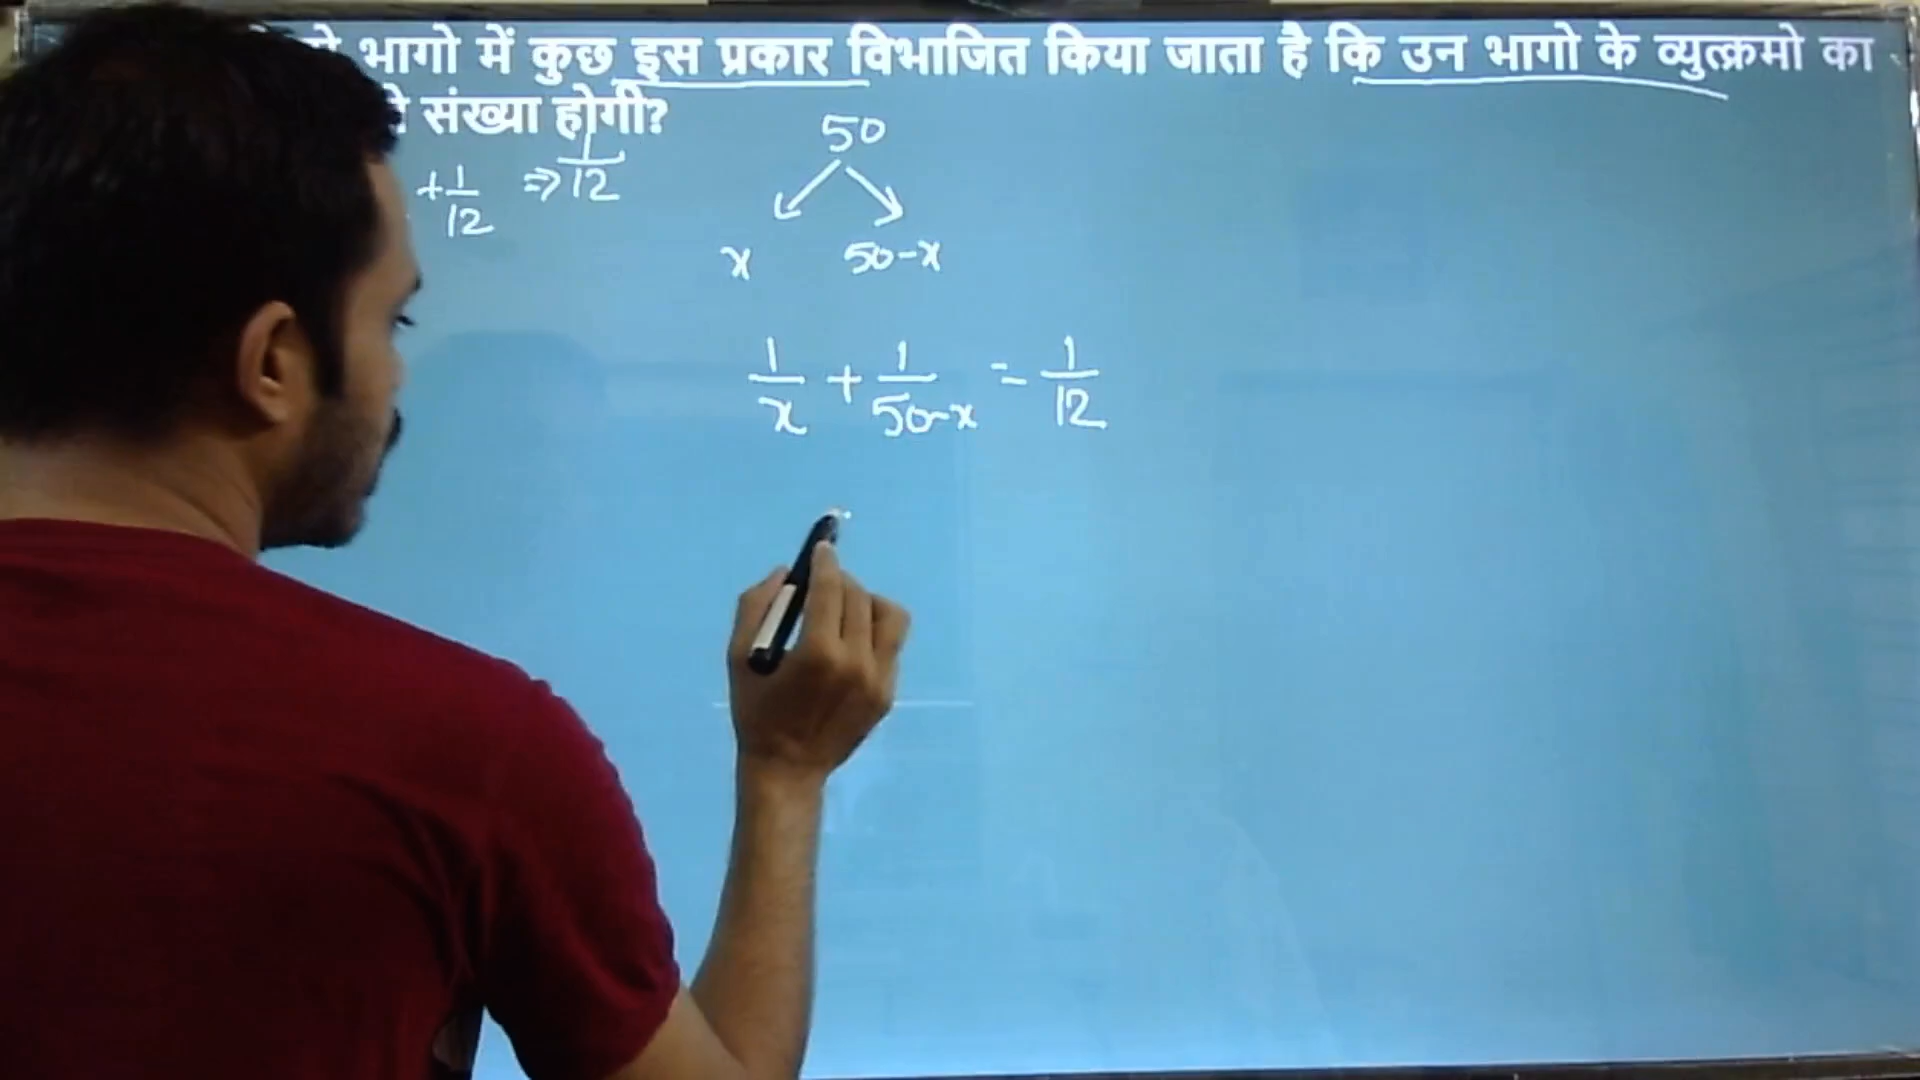 भागो में कुछ इस प्रकार विभाजित किया जाता है कि उन भागो के व्युत्क्रमो का
संख्या होगी?
+ 1/12 ⇒ 1/12
50
x 50-x
1/x + 1/50-x = 1/12